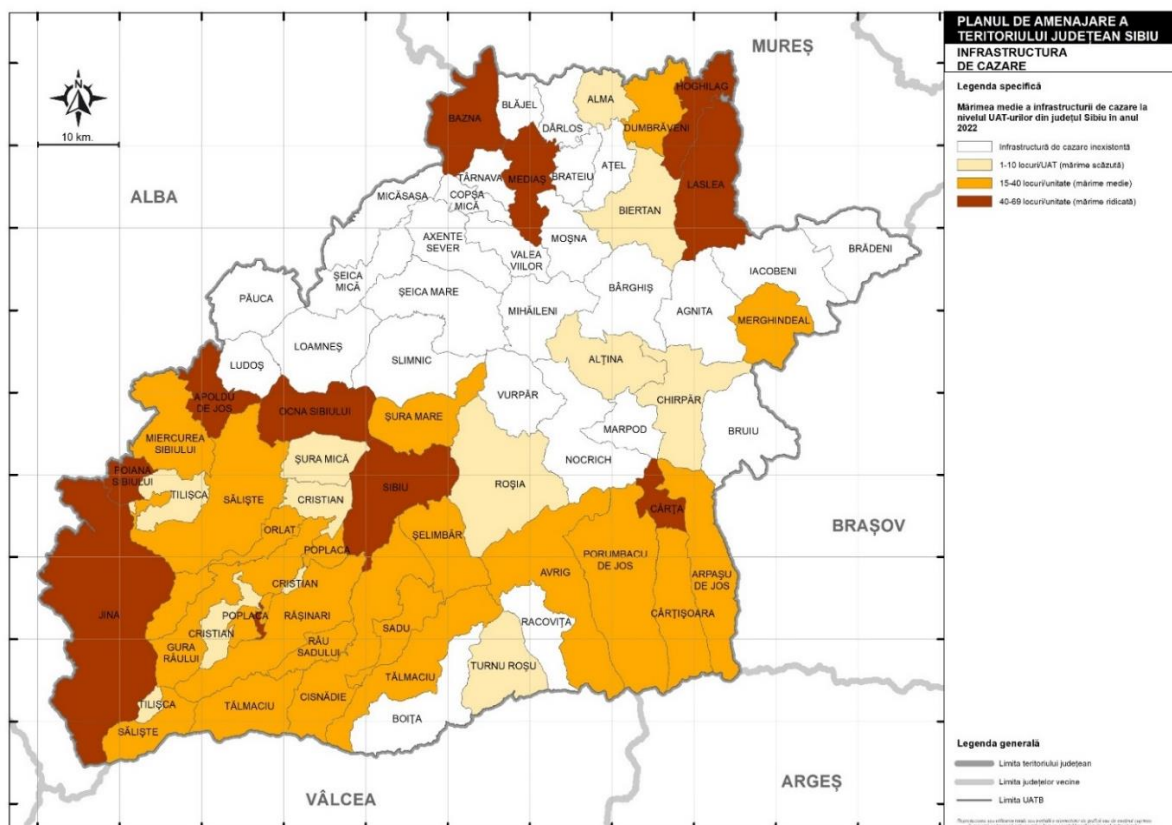 PLANUL DE AMENAJARE A
TERITORIULUI JUDEȚEAN SIBIU
INFRASTRUCTURA
DE CAZARE
Legenda specifică
Mărimea medie a infrastructurii de cazare la
nivelul UAT-urilor din județul Sibiu în anul
2022
Infrastructură de cazare inexistentă
1-10 locuri/UAT (mărime scăzută)
15-40 locuri/unitate (mărime medie)
40-69 locuri/unitate (mărime ridicată)
10 km.
MUREȘ
ALBA
BRAȘOV
ARGEȘ
VÂLCEA
BAZNA
BLĂJEL
ALMA
DÂRLOS
DUMBRĂVENI
HOGHILAG
TÂRNAVA
MEDIAȘ
BRATEIU
AȚEL
LASLEA
MICĂSASA
COPȘA
MICĂ
BIERTAN
AXENTE
SEVER
MOȘNA
VALEA
VIILOR
BRĂDENI
IACOBENI
ȘEICA
MICĂ
PĂUCA
ȘEICA MARE
MIHĂILENI
BÂRGHIȘ
AGNITA
MERGHINDEAL
LOAMNEȘ
LUDOȘ
SLIMNIC
ALȚINA
APOLDU
DE JOS
OCNA SIBIULUI
ȘURA MARE
VURPĂR
CHIRPĂR
MARPOD
BRUIU
MIERCUREA
SIBIULUI
ȘURA MICĂ
NOCRICH
POIANA
SIBIULUI
TILIȘCA
SĂLIȘTE
CRISTIAN
SIBIU
ROȘIA
CÂRȚA
ORLAT
POPLACA
ȘELIMBĂR
PORUMBACU
DE JOS
AVRIG
ARPAȘU
DE JOS
CRISTIAN
JINA
POPLACA
RĂȘINARI
CÂRȚIȘOARA
CRISTIAN
RÂU
SADULUI
SADU
RACOVIȚA
GURA
RÂULUI
TĂLMACIU
TURNU ROȘU
TILIȘCA
TĂLMACIU
CISNĂDIE
BOIȚA
SĂLIȘTE
Legenda generală
Limita teritoriului județean
Limita județelor vecine
Limita UATB